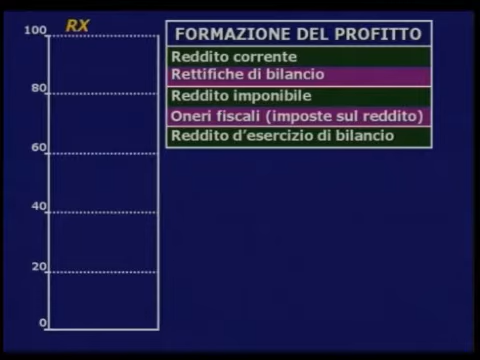 RX
100
80
60
40
20
0
FORMAZIONE DEL PROFITTO
Reddito corrente
Rettifiche di bilancio
Reddito imponibile
Oneri fiscali (imposte sul reddito)
Reddito d'esercizio di bilancio